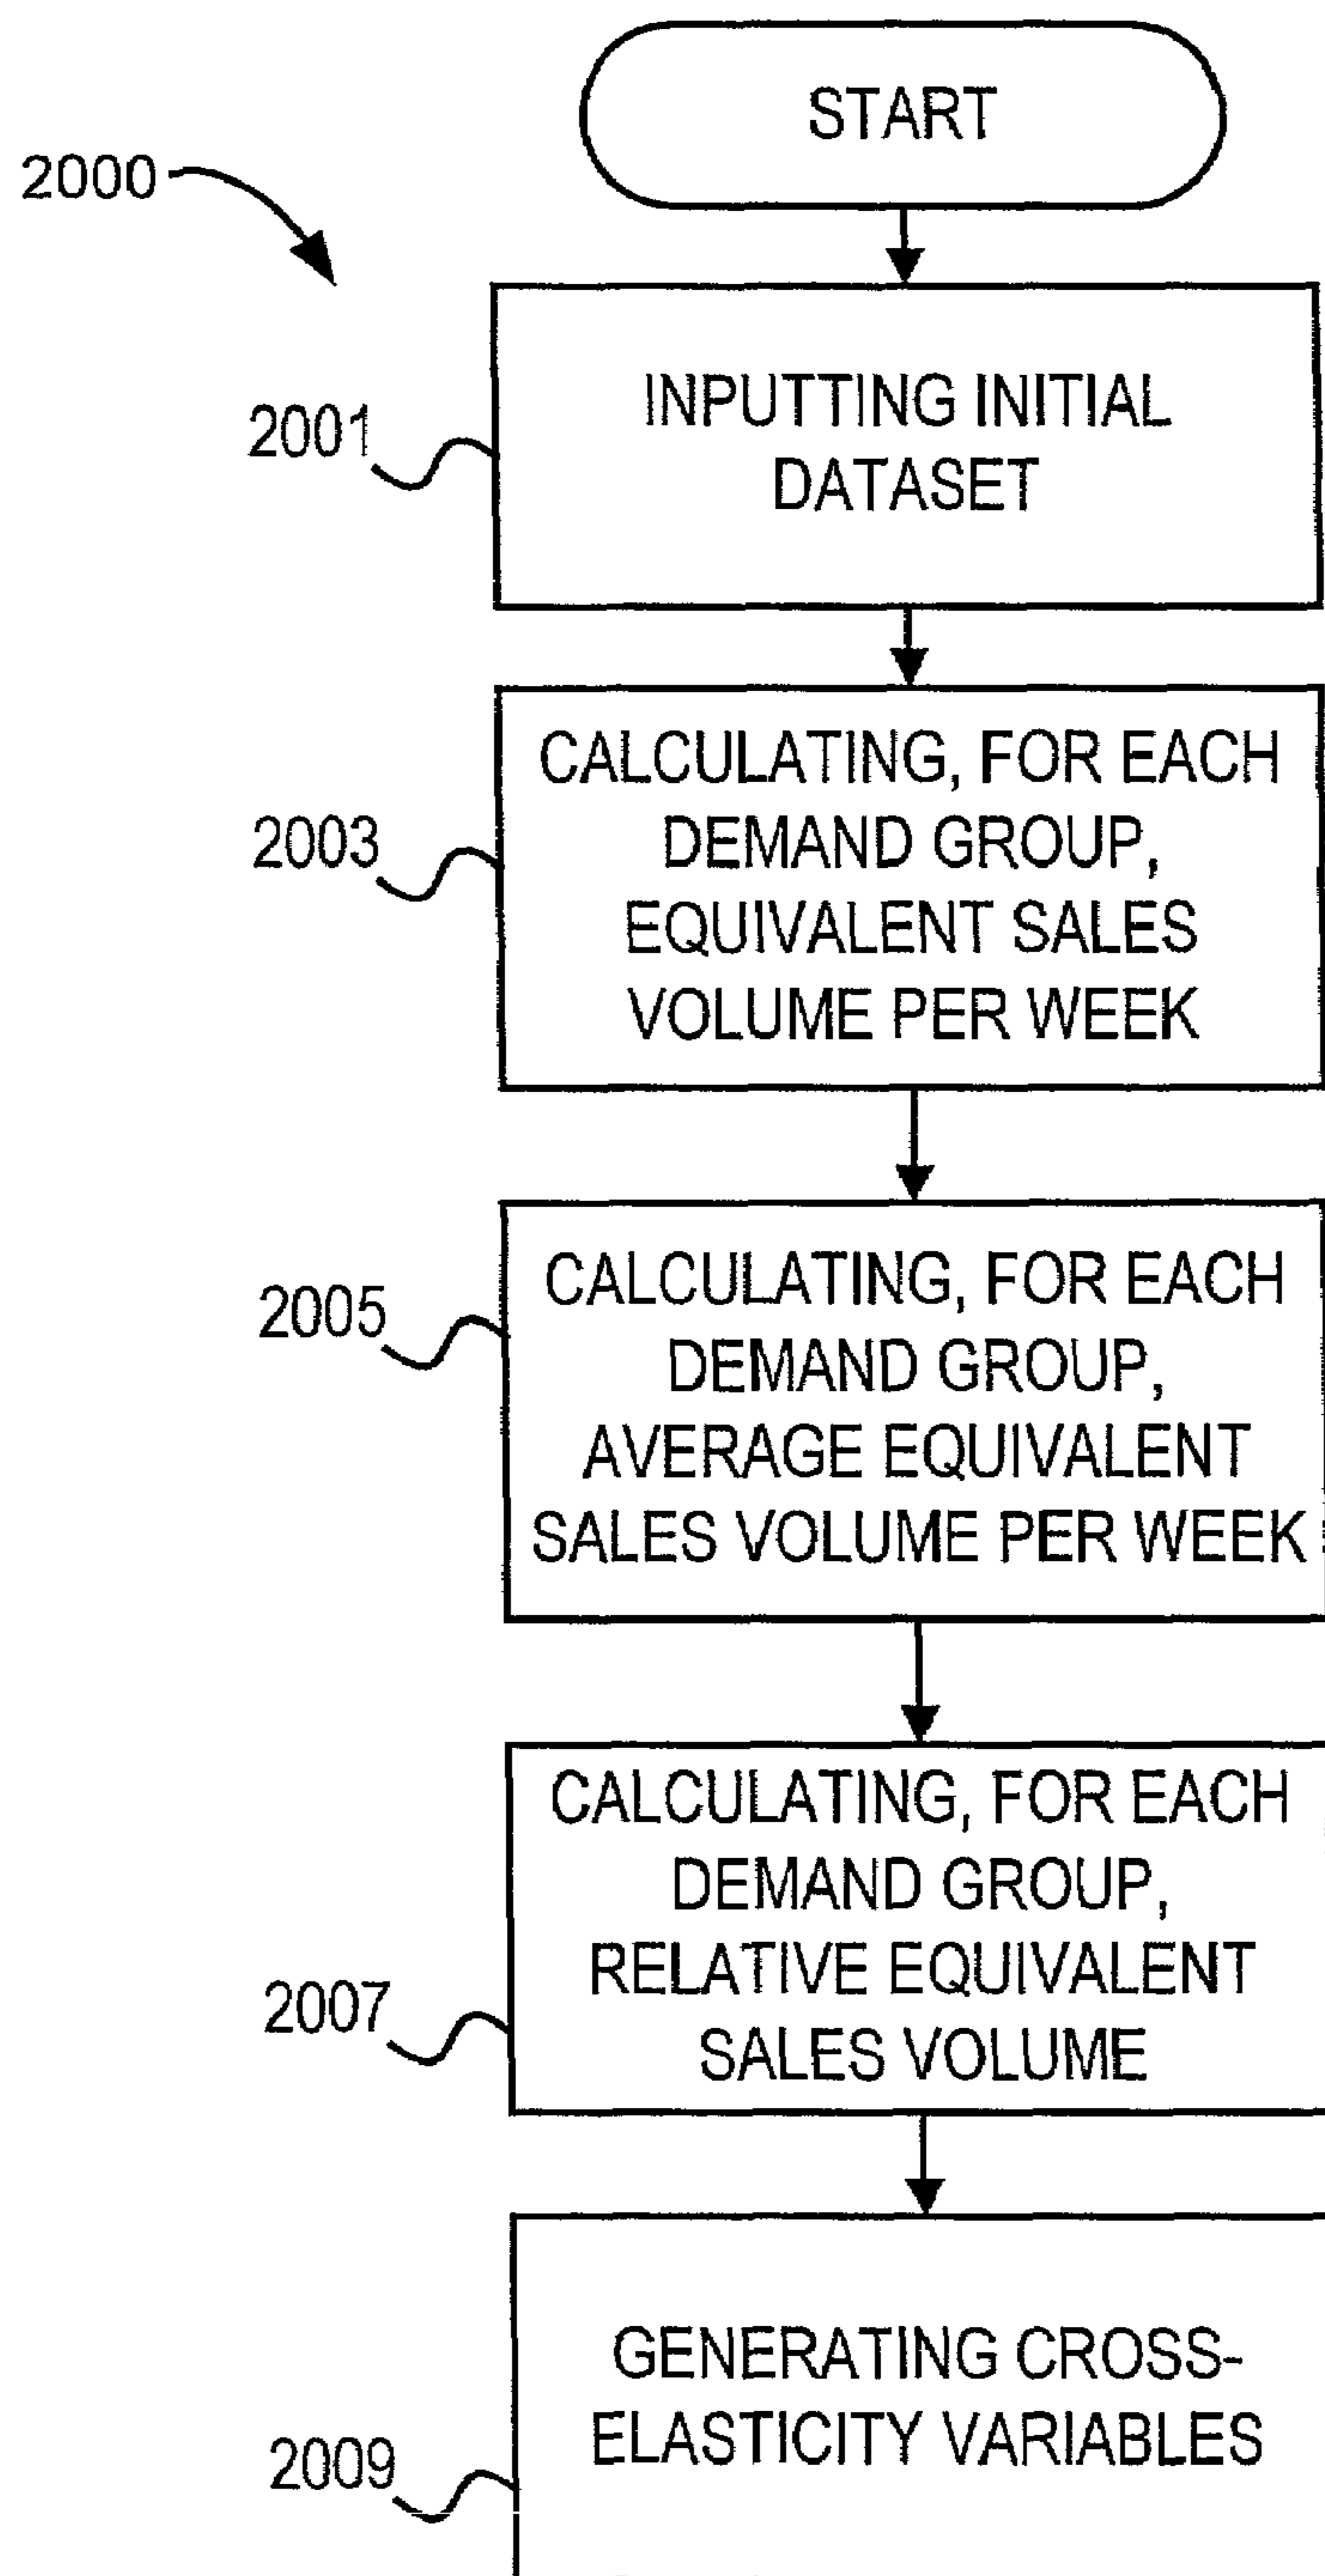 START
2000
INPUTTING INITIAL
DATASET
2001
CALCULATING, FOR EACH
DEMAND GROUP,
EQUIVALENT SALES
VOLUME PER WEEK
2003
CALCULATING, FOR EACH
DEMAND GROUP,
AVERAGE EQUIVALENT
SALES VOLUME PER WEEK
2005
CALCULATING, FOR EACH
DEMAND GROUP,
RELATIVE EQUIVALENT
SALES VOLUME
2007
GENERATING CROSS-
ELASTICITY VARIABLES
2009